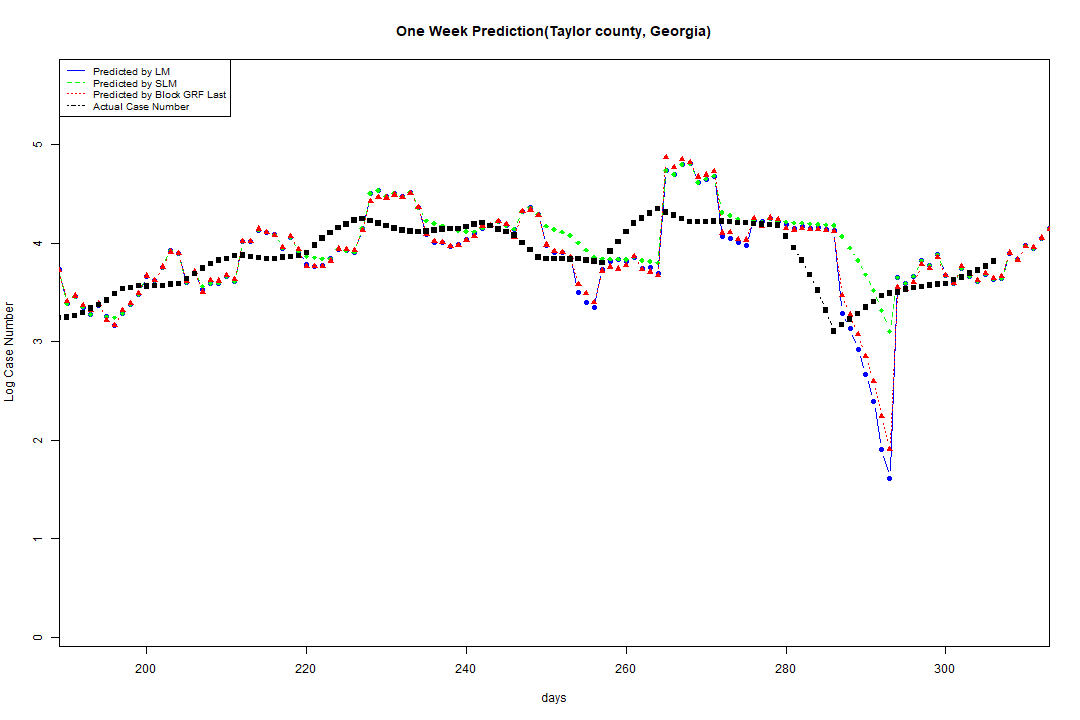 One Week Prediction(Taylor county, Georgia)
Predicted by LM
Predicted by SLM
Predicted by Block GRF Last
Actual Case Number
5
4
3
2
1
0
Log Case Number
200 220 240 260 280 300
days